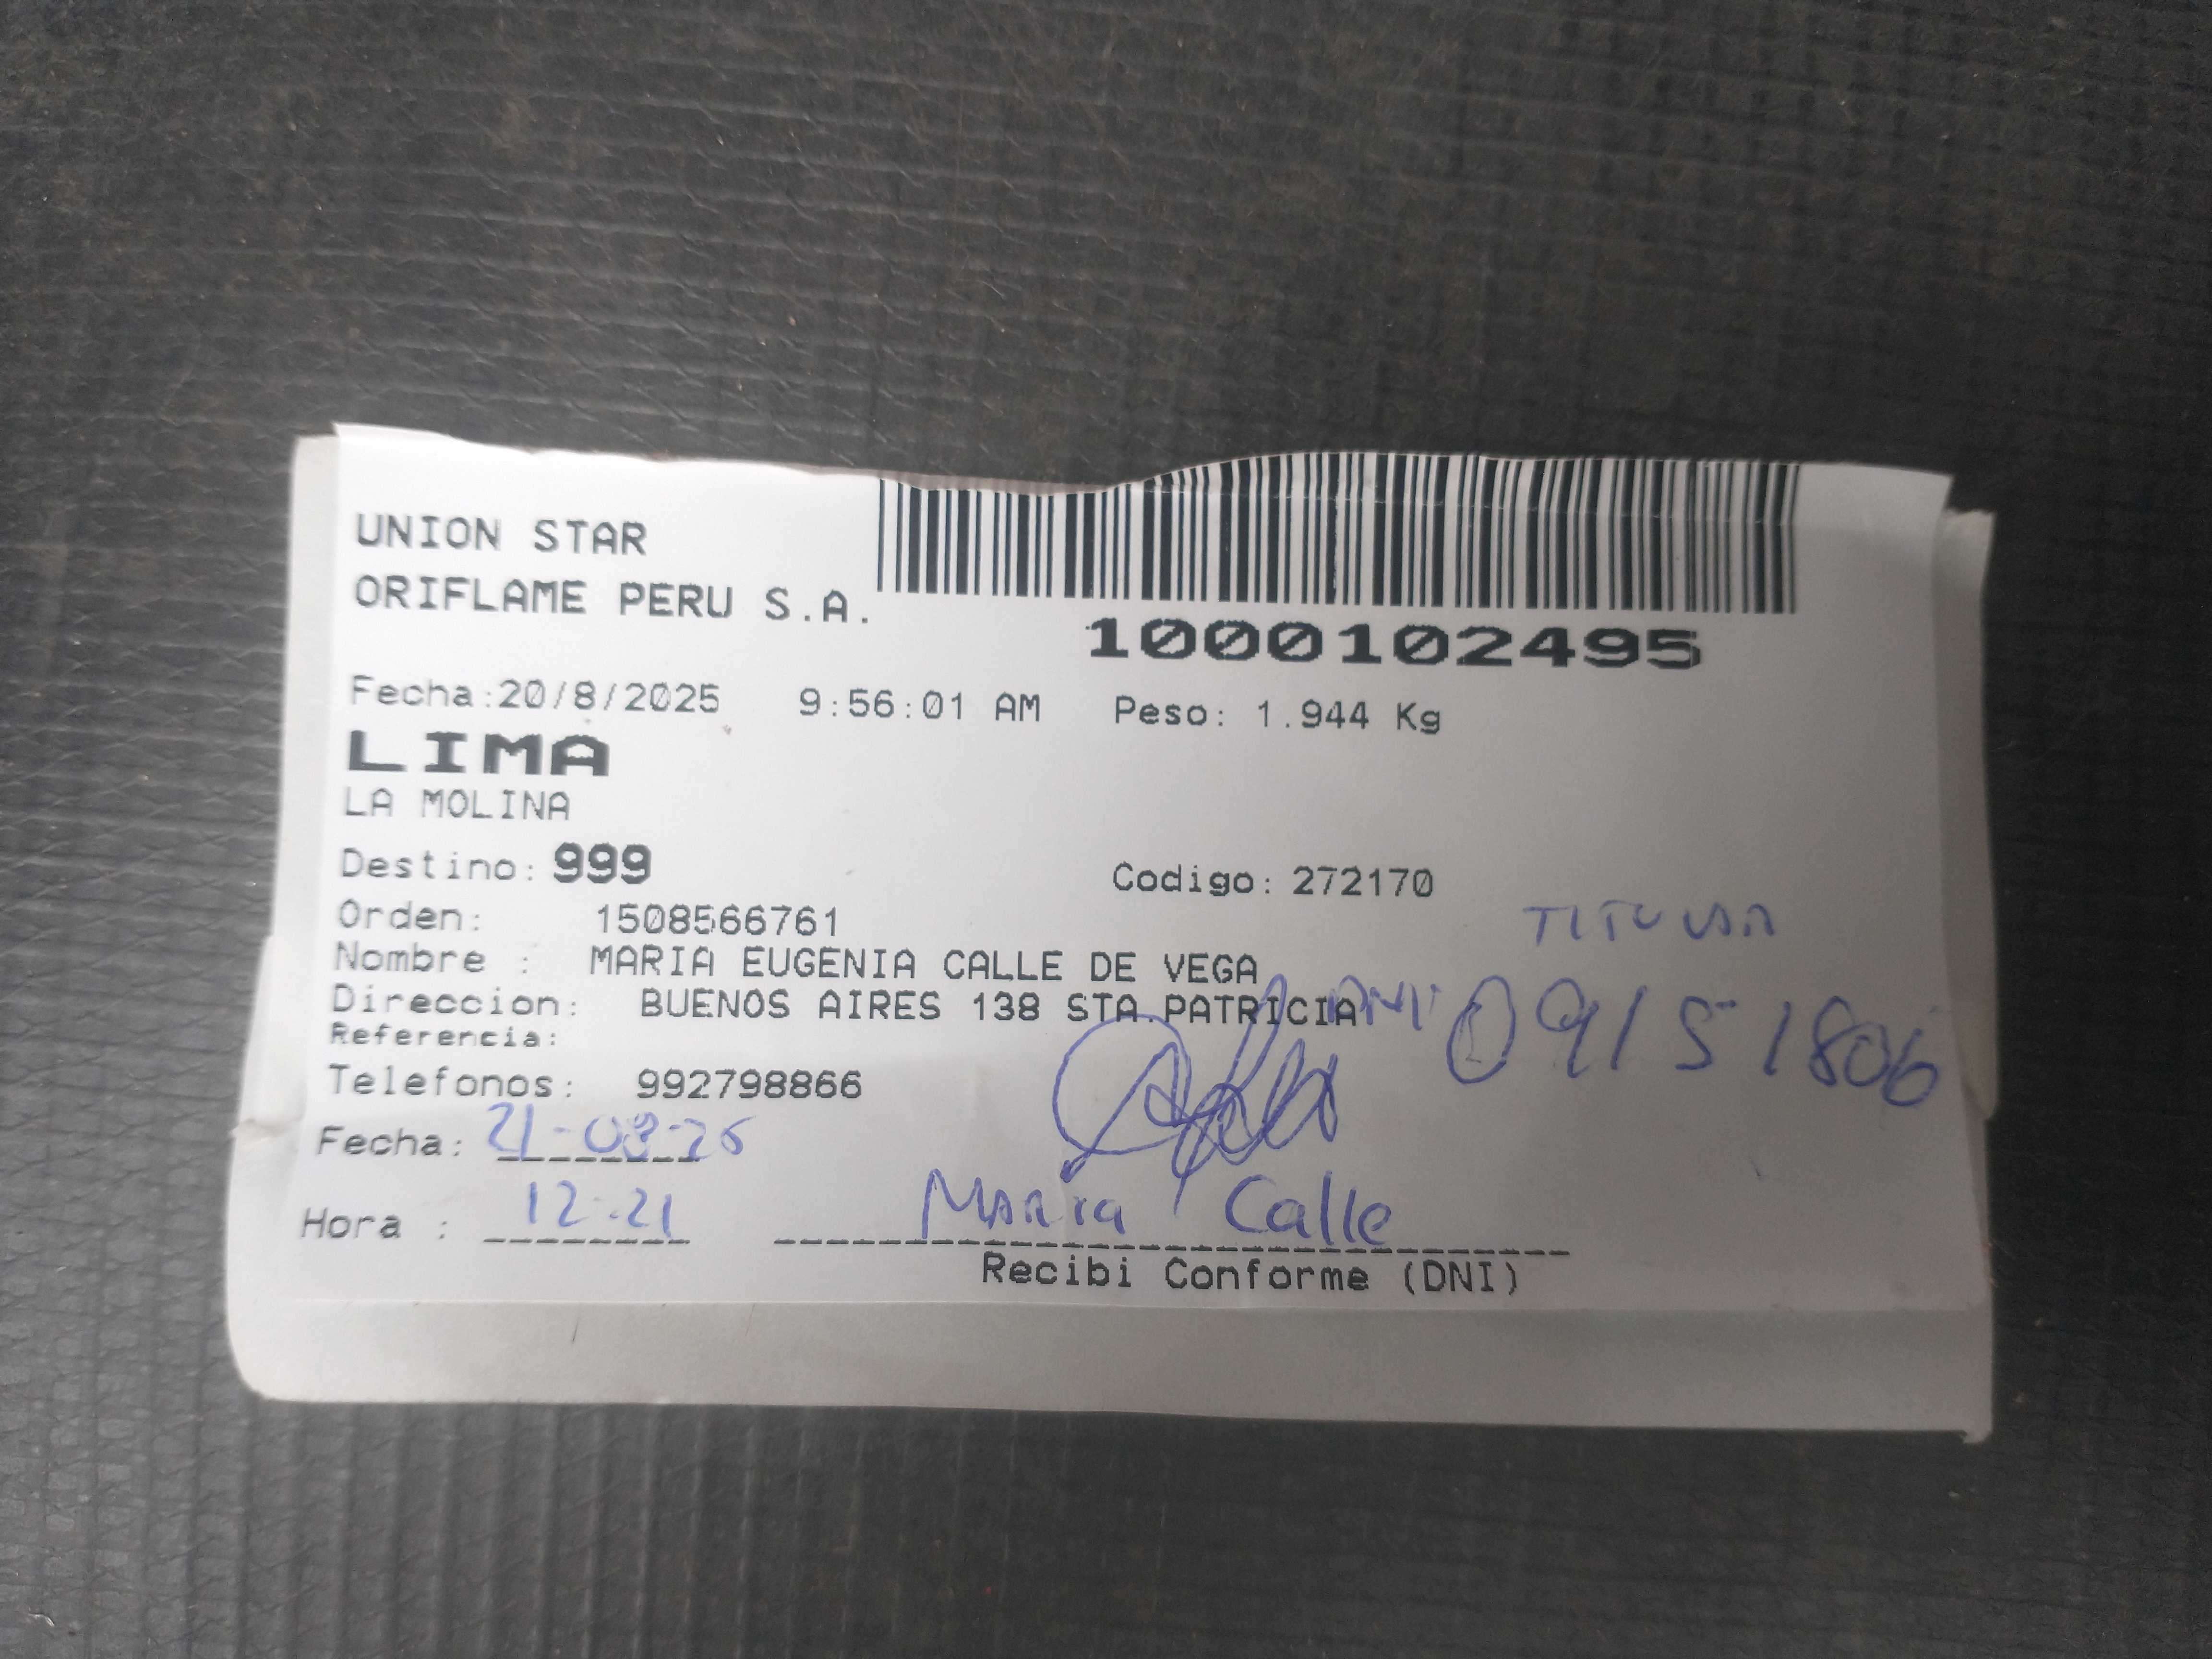 UNION STAR
ORIFLAME PERU S.A.
1000102495
Fecha:20/8/2025 9:56:01 AM Peso: 1.944 Kg
LIMA
LA MOLINA
Destino: 999 Codigo: 272170
TITULAR
Orden: 1508566761
Nombre : MARIA EUGENIA CALLE DE VEGA
Direccion: BUENOS AIRES 138 STA.PATRICIA DNI 09151806
Referencia:
Telefonos: 992798866
Fecha: 21-08-25
Hora : 12:21 Maria Calle
Recibi Conforme (DNI)